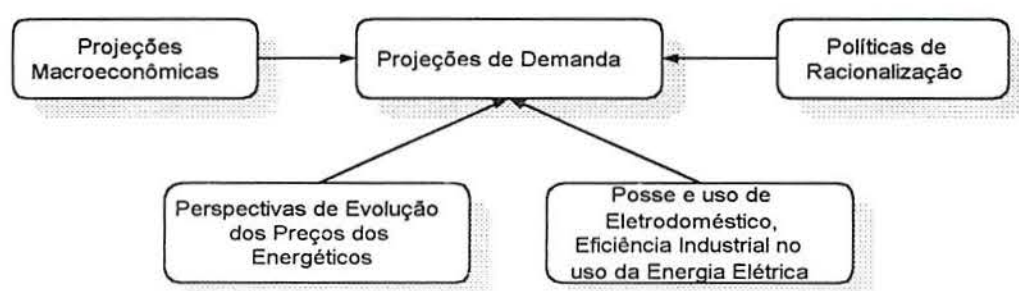 Projeções
Macroeconômicas
Projeções de Demanda
Políticas de
Racionalização
Perspectivas de Evolução
dos Preços dos
Energéticos
Posse e uso de
Eletrodoméstico,
Eficiência Industrial no
uso da Energia Elétrica